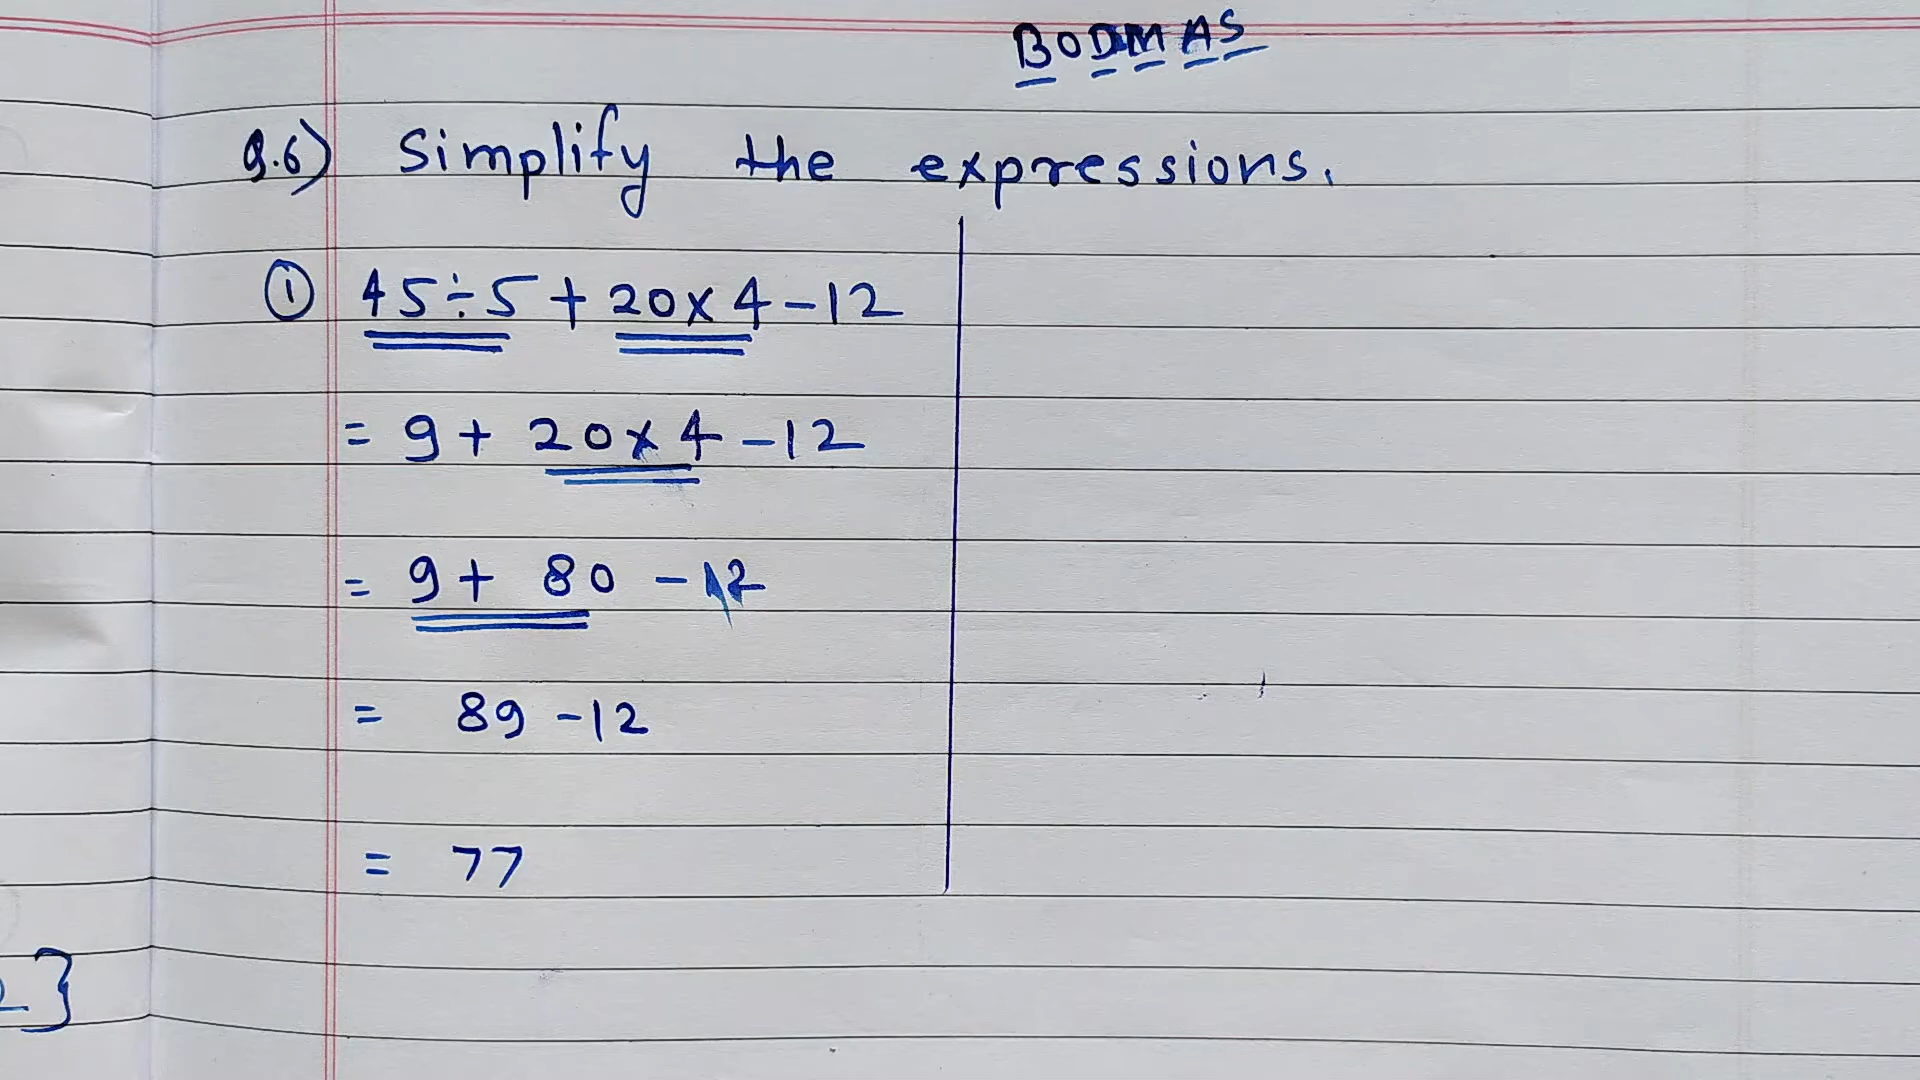 BODMAS
Q.6) Simplify the expressions.
① 45÷5+20×4-12
= 9+ 20×4-12
= 9+ 80 -12
= 89-12
= 77
}